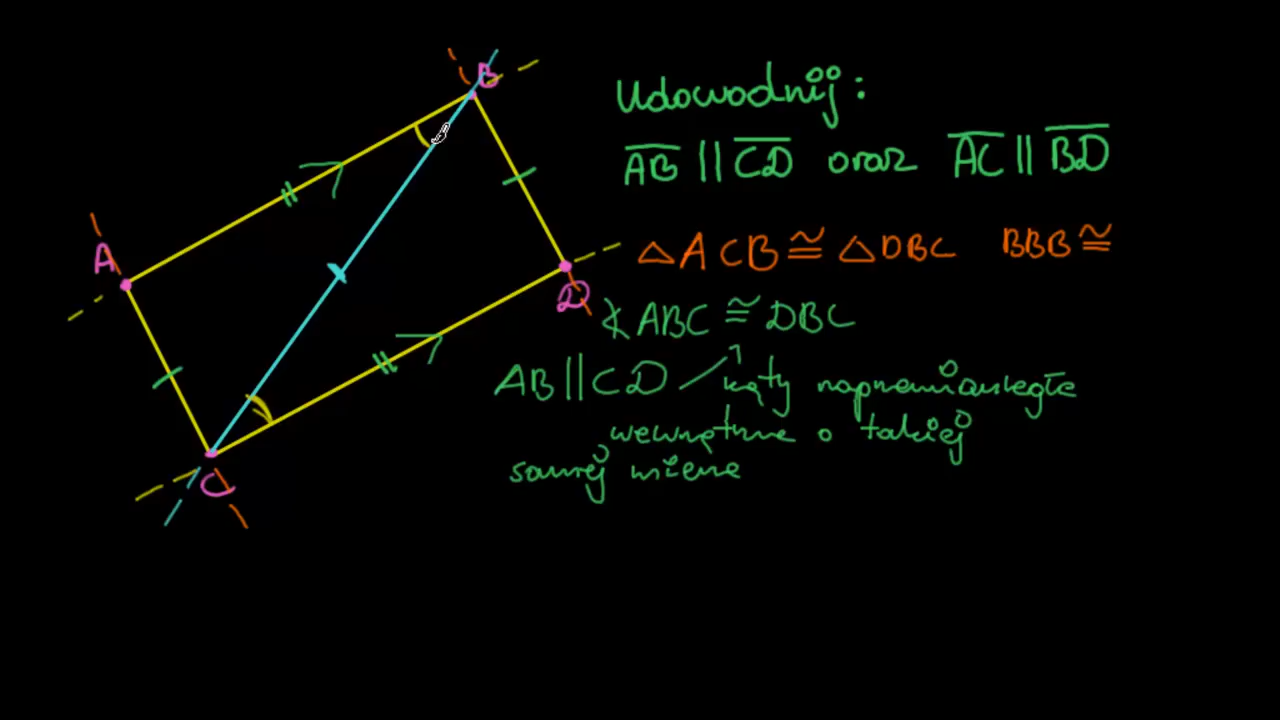 B
A
D
C
Udowodnij:
AB || CD oraz AC || BD
△ACB ≅ △DBC BBB≅
∡ABC ≅ DBC
AB || CD kąty naprzemianległe
wewnętrzne o takiej
samej mierze